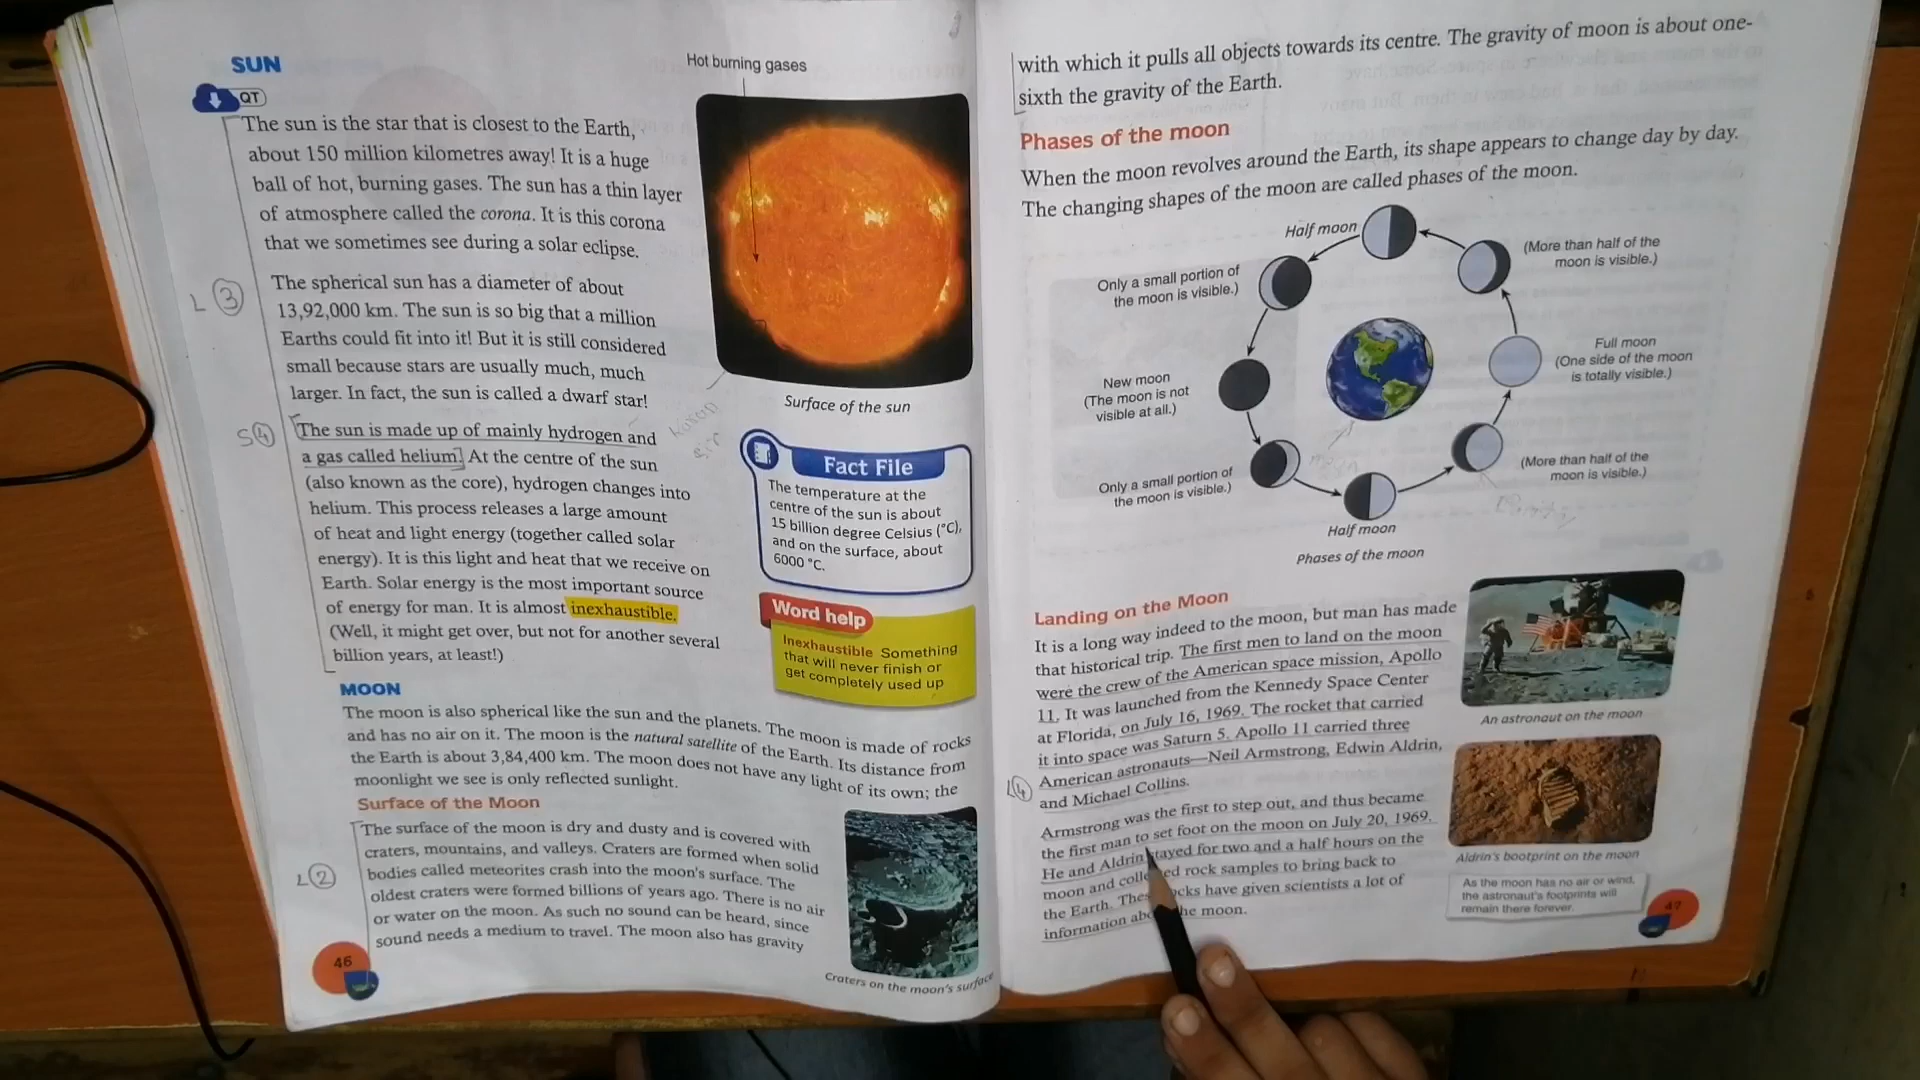 SUN
QT
The sun is the star that is closest to the Earth,
about 150 million kilometres away! It is a huge
ball of hot, burning gases. The sun has a thin layer
of atmosphere called the corona. It is this corona
that we sometimes see during a solar eclipse.
L 3
The spherical sun has a diameter of about
13,92,000 km. The sun is so big that a million
Earths could fit into it! But it is still considered
small because stars are usually much, much
larger. In fact, the sun is called a dwarf star!
S 4
The sun is made up of mainly hydrogen and
a gas called helium. At the centre of the sun
(also known as the core), hydrogen changes into
helium. This process releases a large amount
of heat and light energy (together called solar
energy). It is this light and heat that we receive on
Earth. Solar energy is the most important source
of energy for man. It is almost inexhaustible.
(Well, it might get over, but not for another several
billion years, at least!)
Hot burning gases
Surface of the sun
Fact File
The temperature at the
centre of the sun is about
15 billion degree Celsius (°C),
and on the surface, about
6000 °C.
Word help
Inexhaustible Something
that will never finish or
get completely used up
MOON
The moon is also spherical like the sun and the planets. The moon is made of rocks
and has no air on it. The moon is the natural satellite of the Earth. Its distance from
the Earth is about 3,84,400 km. The moon does not have any light of its own; the
moonlight we see is only reflected sunlight.
Surface of the Moon
L 2
The surface of the moon is dry and dusty and is covered with
craters, mountains, and valleys. Craters are formed when solid
bodies called meteorites crash into the moon's surface. The
oldest craters were formed billions of years ago. There is no air
or water on the moon. As such no sound can be heard, since
sound needs a medium to travel. The moon also has gravity
Craters on the moon's surface
46
with which it pulls all objects towards its centre. The gravity of moon is about one-
sixth the gravity of the Earth.
Phases of the moon
When the moon revolves around the Earth, its shape appears to change day by day.
The changing shapes of the moon are called phases of the moon.
Half moon
(More than half of the
moon is visible.)
Only a small portion of
the moon is visible.)
Full moon
(One side of the moon
is totally visible.)
New moon
(The moon is not
visible at all.)
Only a small portion of
the moon is visible.)
(More than half of the
moon is visible.)
Half moon
Phases of the moon
Landing on the Moon
It is a long way indeed to the moon, but man has made
that historical trip. The first men to land on the moon
were the crew of the American space mission, Apollo
11. It was launched from the Kennedy Space Center
at Florida, on July 16, 1969. The rocket that carried
it into space was Saturn 5. Apollo 11 carried three
American astronauts—Neil Armstrong, Edwin Aldrin,
and Michael Collins.
L 4
Armstrong was the first to step out, and thus became
the first man to set foot on the moon on July 20, 1969.
He and Aldrin stayed for two and a half hours on the
moon and collected rock samples to bring back to
the Earth. These rocks have given scientists a lot of
information about the moon.
An astronaut on the moon
Aldrin's bootprint on the moon
As the moon has no air or wind,
the astronaut's footprints will
remain there forever.
47